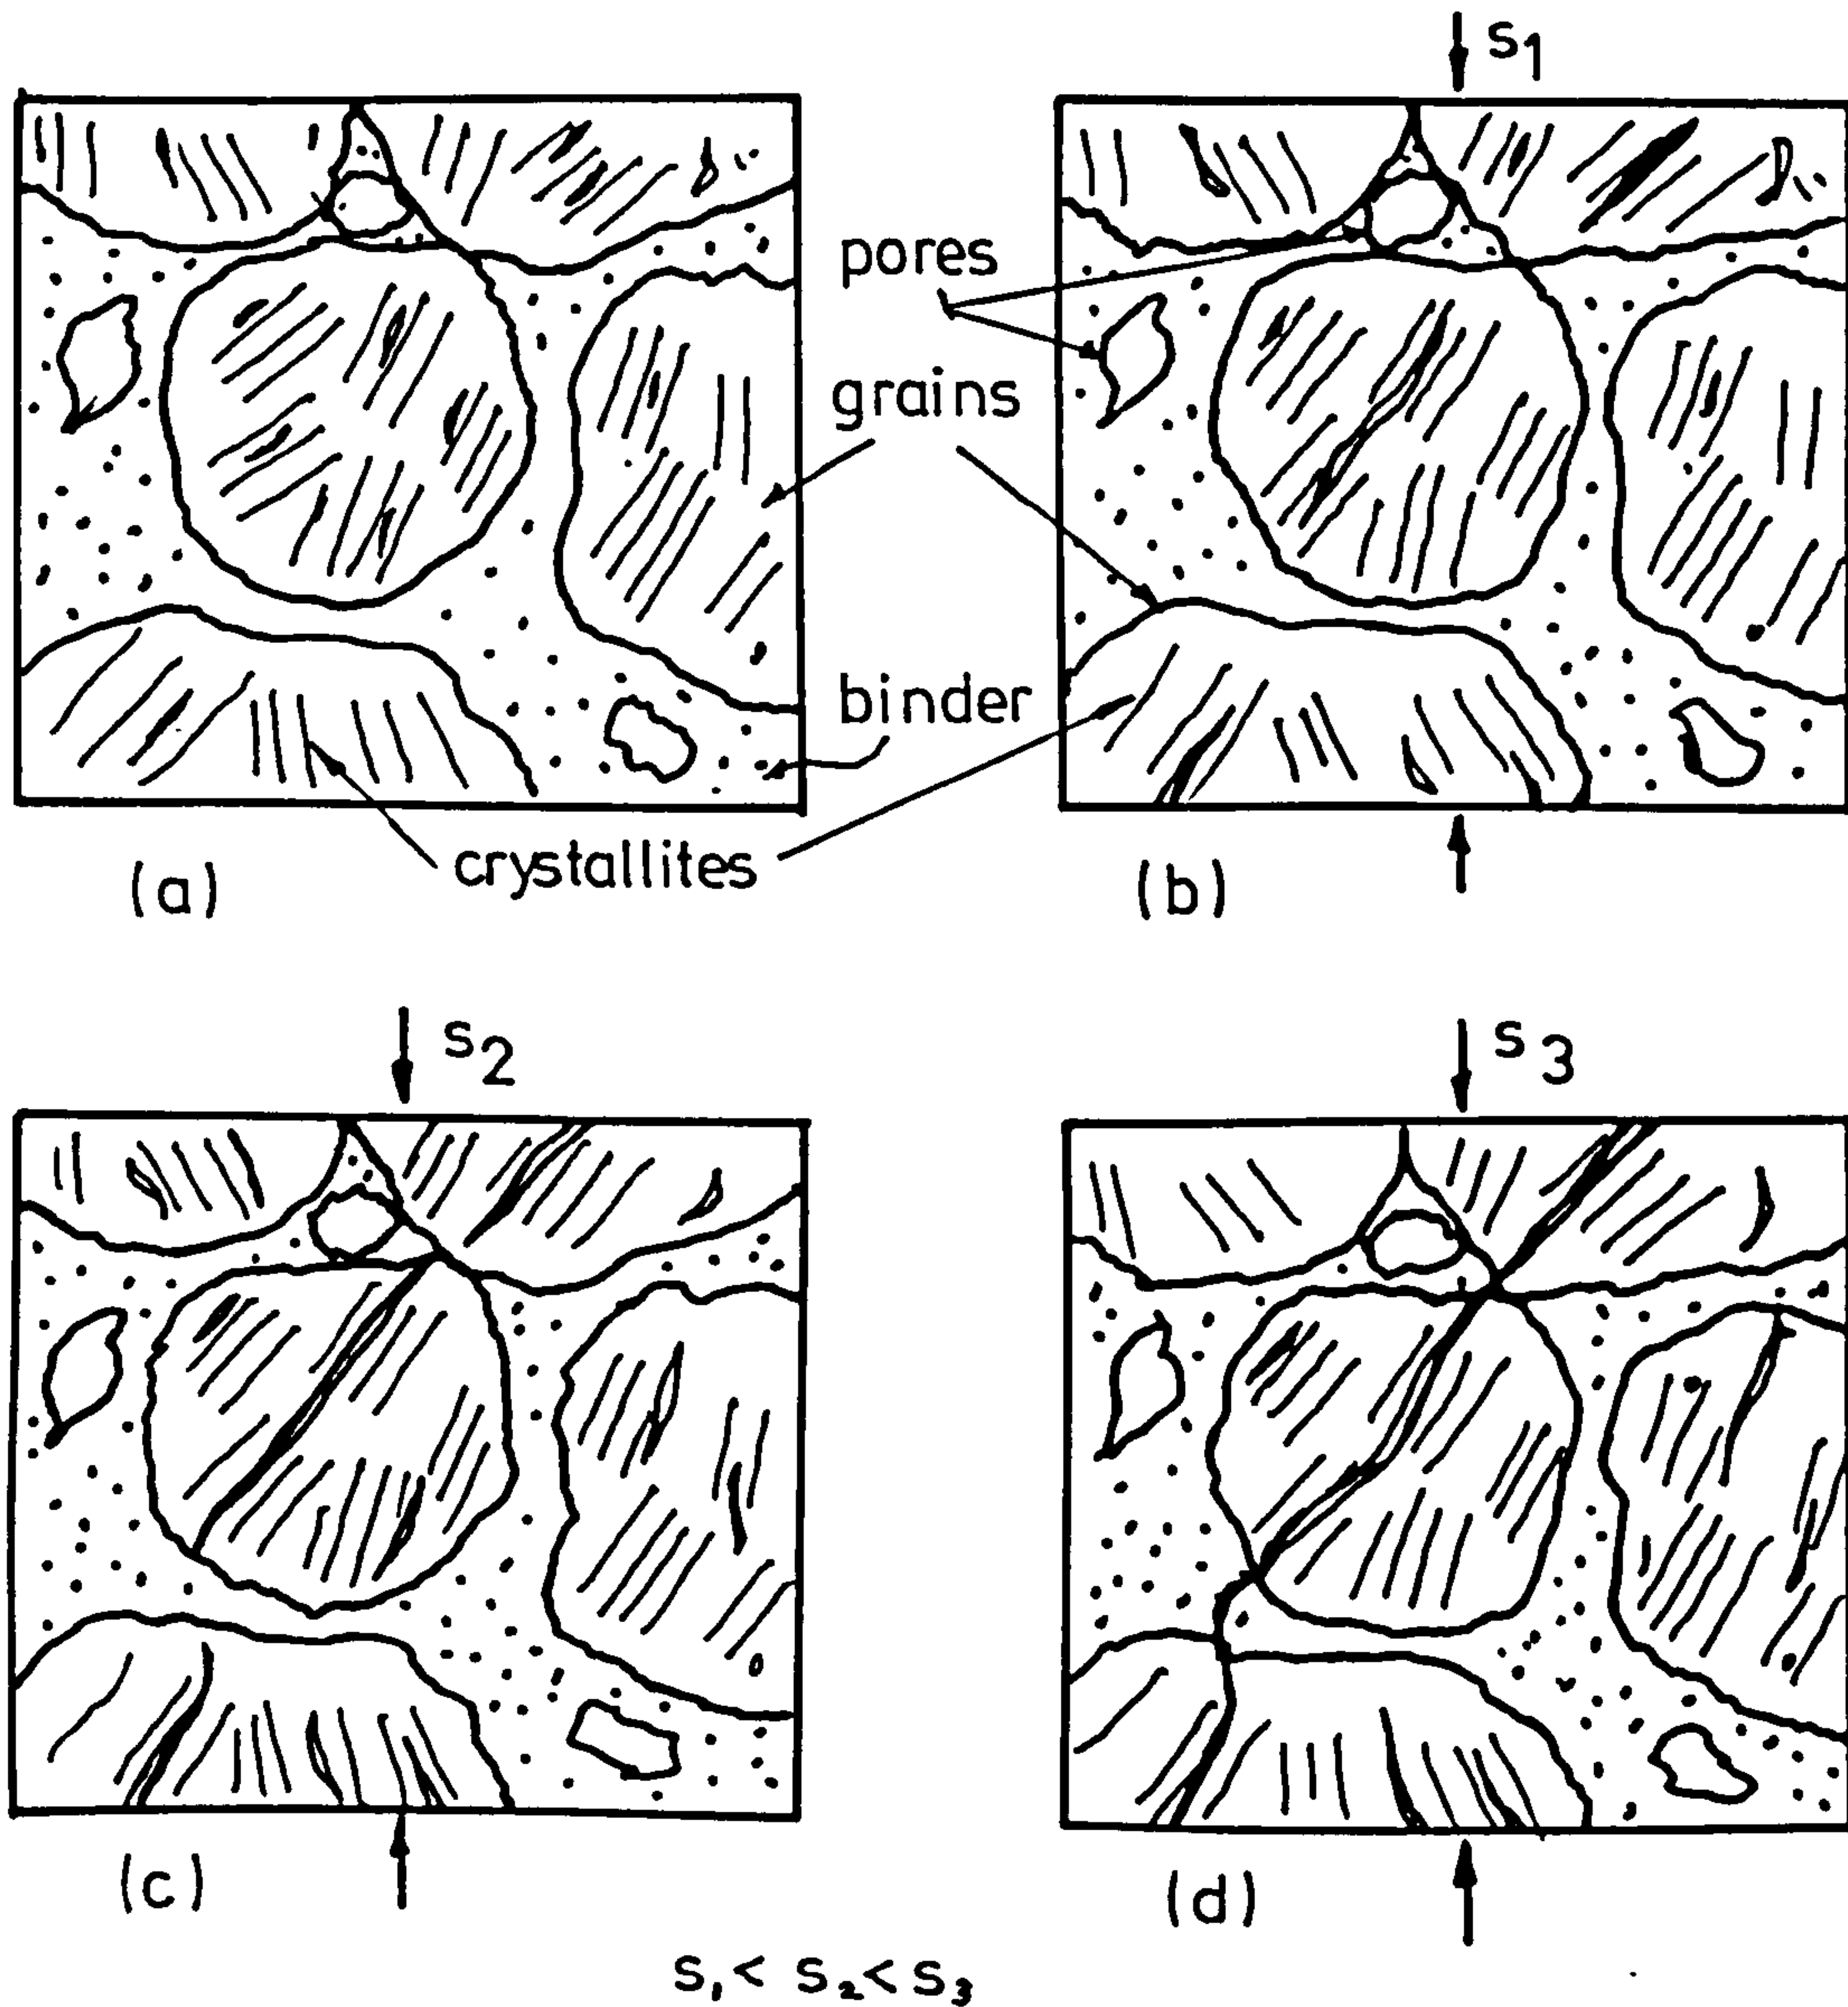 s1
pores
grains
binder
crystallites
(a)
(b)
s2
s3
(c)
(d)
s1 < s2 < s3